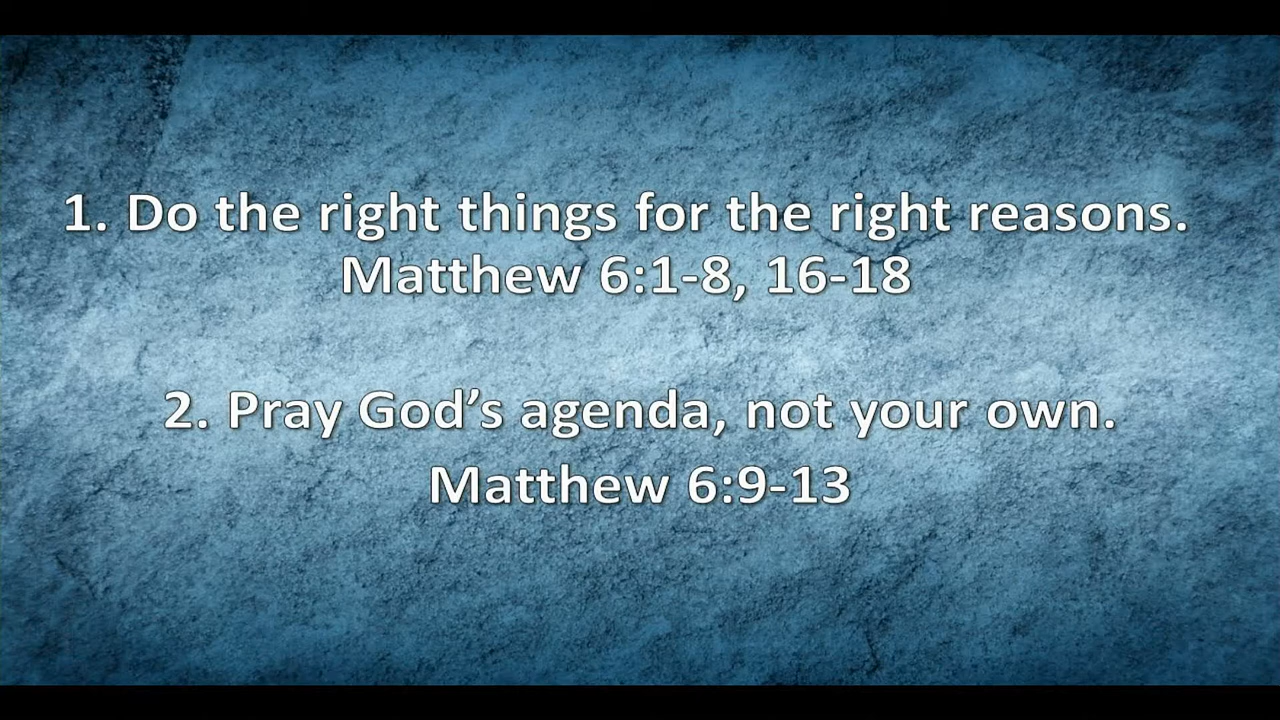 1. Do the right things for the right reasons.
Matthew 6:1-8, 16-18
2. Pray God’s agenda, not your own.
Matthew 6:9-13